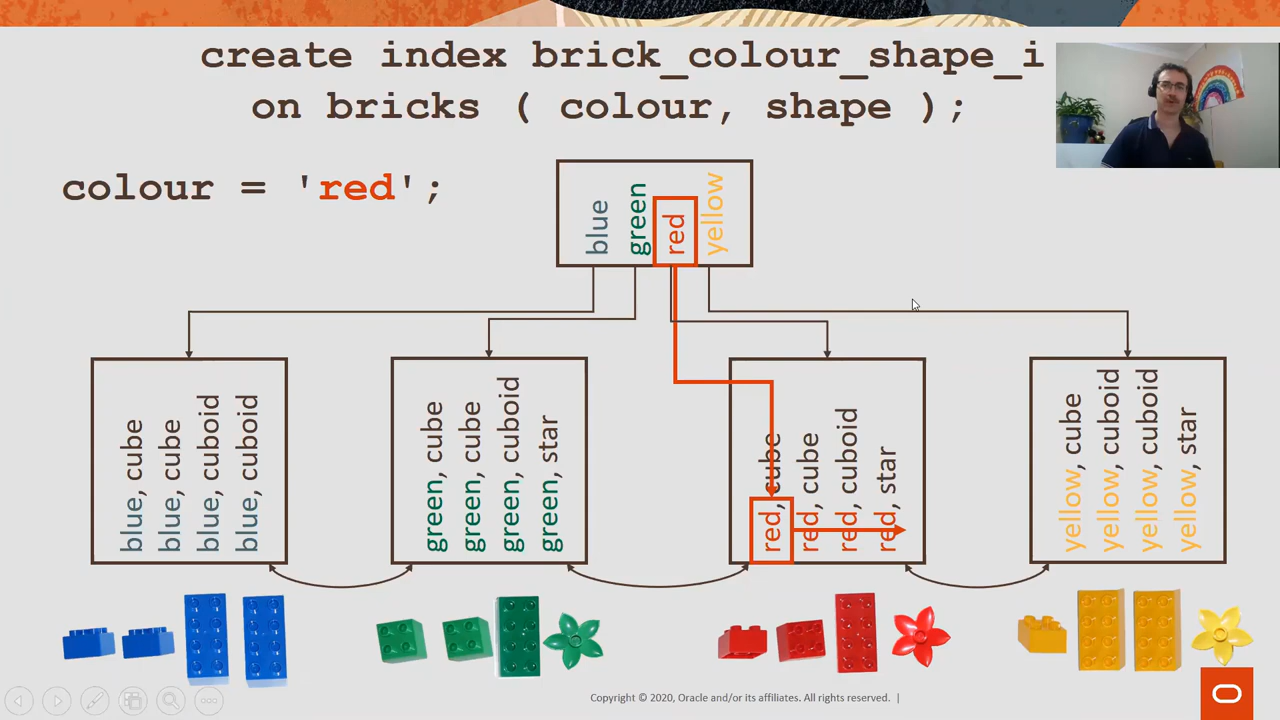 create index brick_colour_shape_i
on bricks ( colour, shape );
colour = 'red';
blue
green
red
yellow
blue, cube
blue, cube
blue, cuboid
blue, cuboid
green, cube
green, cube
green, cuboid
green, star
red, cube
red, cube
red, cuboid
red, star
yellow, cube
yellow, cuboid
yellow, cuboid
yellow, star
Copyright © 2020, Oracle and/or its affiliates. All rights reserved. |